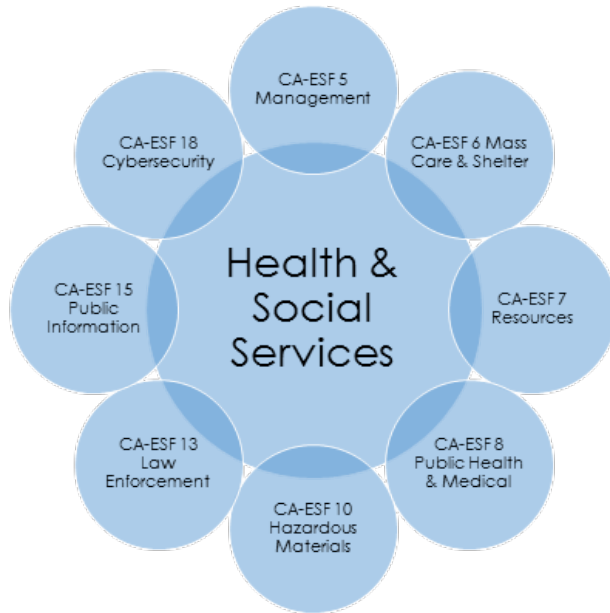 CA-ESF 5
Management
CA-ESF 18
Cybersecurity
CA-ESF 6 Mass
Care & Shelter
Health &
Social
Services
CA-ESF 15
Public
Information
CA-ESF 7
Resources
CA-ESF 13
Law
Enforcement
CA-ESF 8
Public Health
& Medical
CA-ESF 10
Hazardous
Materials